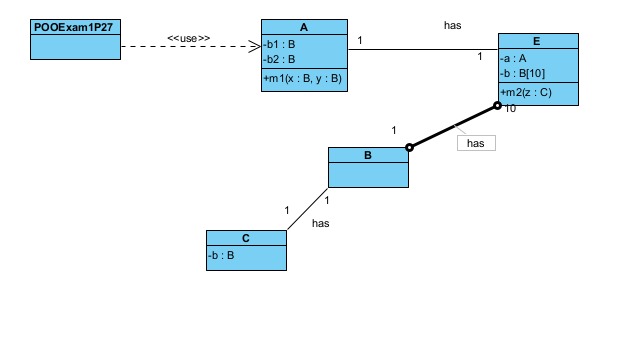 POOExam1P27
<<use>>
A
-b1 : B
-b2 : B
+m1(x : B, y : B)
1
has
1
E
-a : A
-b : B[10]
+m2(z : C)
10
has
1
B
1
has
1
C
-b : B